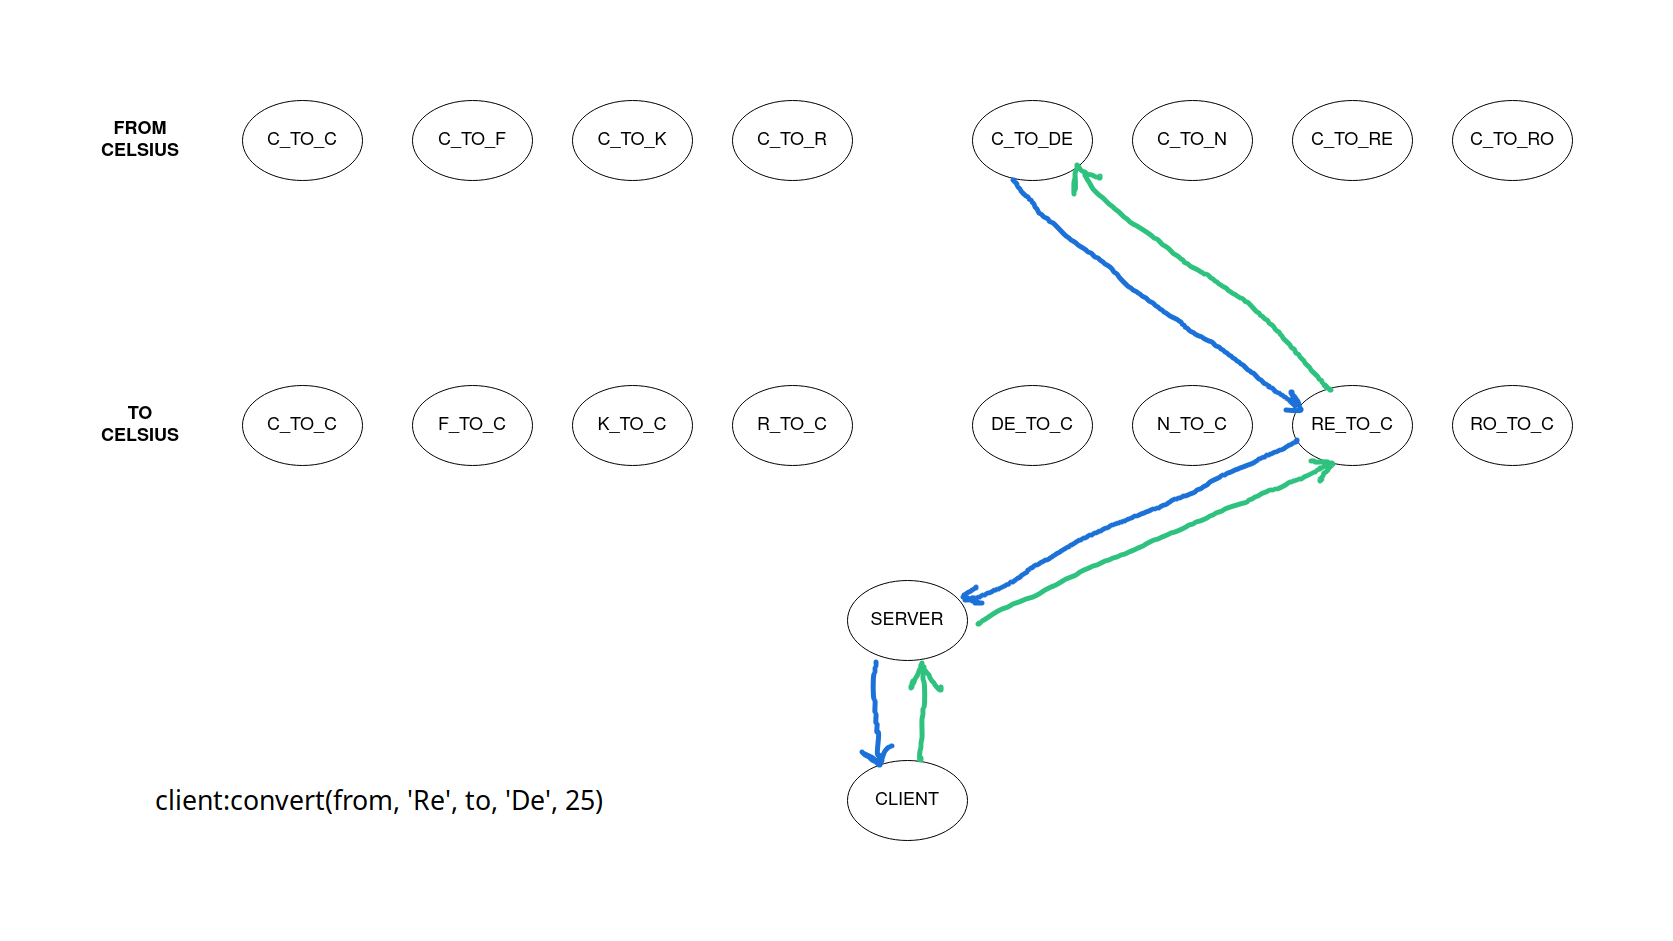 FROM
CELSIUS
C_TO_C
C_TO_F
C_TO_K
C_TO_R
C_TO_DE
C_TO_N
C_TO_RE
C_TO_RO
TO
CELSIUS
C_TO_C
F_TO_C
K_TO_C
R_TO_C
DE_TO_C
N_TO_C
RE_TO_C
RO_TO_C
SERVER
CLIENT
client:convert(from, 'Re', to, 'De', 25)